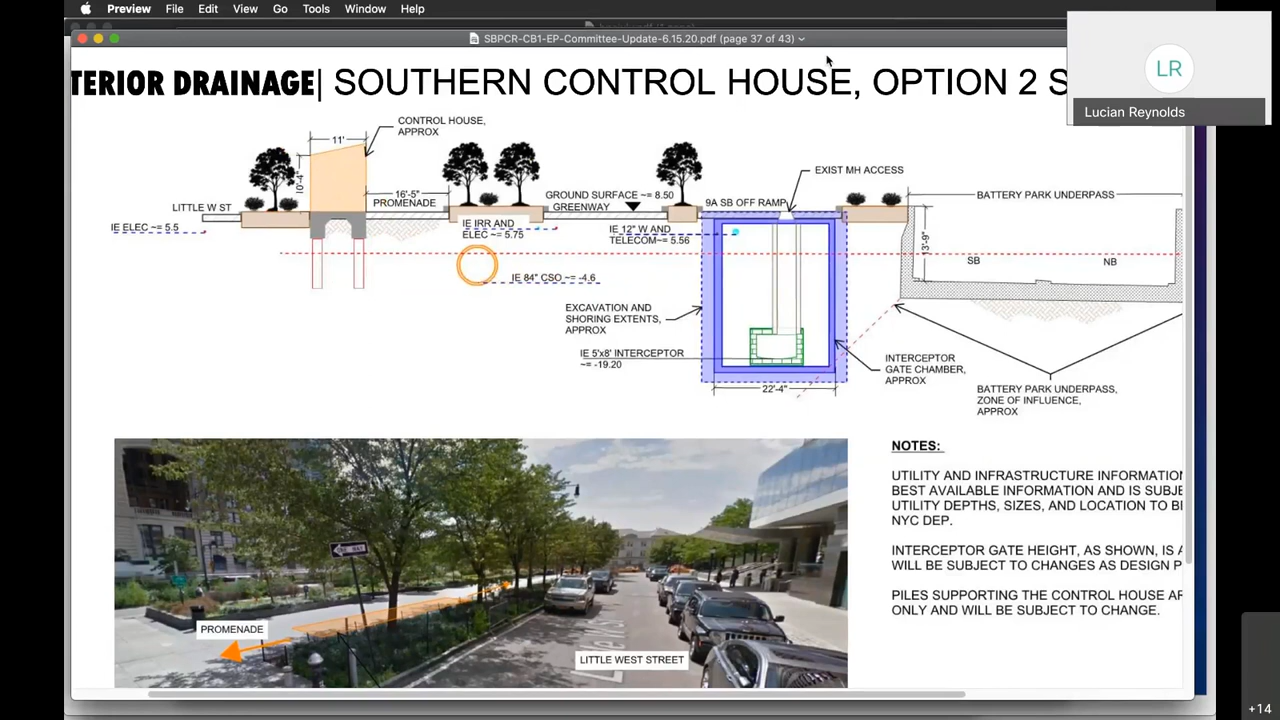 Preview File Edit View Go Tools Window Help
SBPCR-CB1-EP-Committee-Update-6.15.20.pdf (page 37 of 43)
LR
Lucian Reynolds
TERIOR DRAINAGE| SOUTHERN CONTROL HOUSE, OPTION 2 S
CONTROL HOUSE,
APPROX
11'
10'-4"
16'-5"
PROMENADE
LITTLE W ST
IE ELEC ~= 5.5
GROUND SURFACE ~= 8.50
GREENWAY
IE IRR AND
ELEC ~= 5.75
IE 12" W AND
TELECOM~= 5.56
9A SB OFF RAMP
EXIST MH ACCESS
BATTERY PARK UNDERPASS
13'-9"
SB
NB
IE 84" CSO ~= -4.6
EXCAVATION AND
SHORING EXTENTS,
APPROX
IE 5'x8' INTERCEPTOR
~= -19.20
22'-4"
INTERCEPTOR
GATE CHAMBER,
APPROX
BATTERY PARK UNDERPASS,
ZONE OF INFLUENCE,
APPROX
NOTES:
UTILITY AND INFRASTRUCTURE INFORMATION
BEST AVAILABLE INFORMATION AND IS SUBJE
UTILITY DEPTHS, SIZES, AND LOCATION TO BE
NYC DEP.
INTERCEPTOR GATE HEIGHT, AS SHOWN, IS A
WILL BE SUBJECT TO CHANGES AS DESIGN P
PILES SUPPORTING THE CONTROL HOUSE AR
ONLY AND WILL BE SUBJECT TO CHANGE.
ONE WAY
PROMENADE
LITTLE WEST STREET
+14